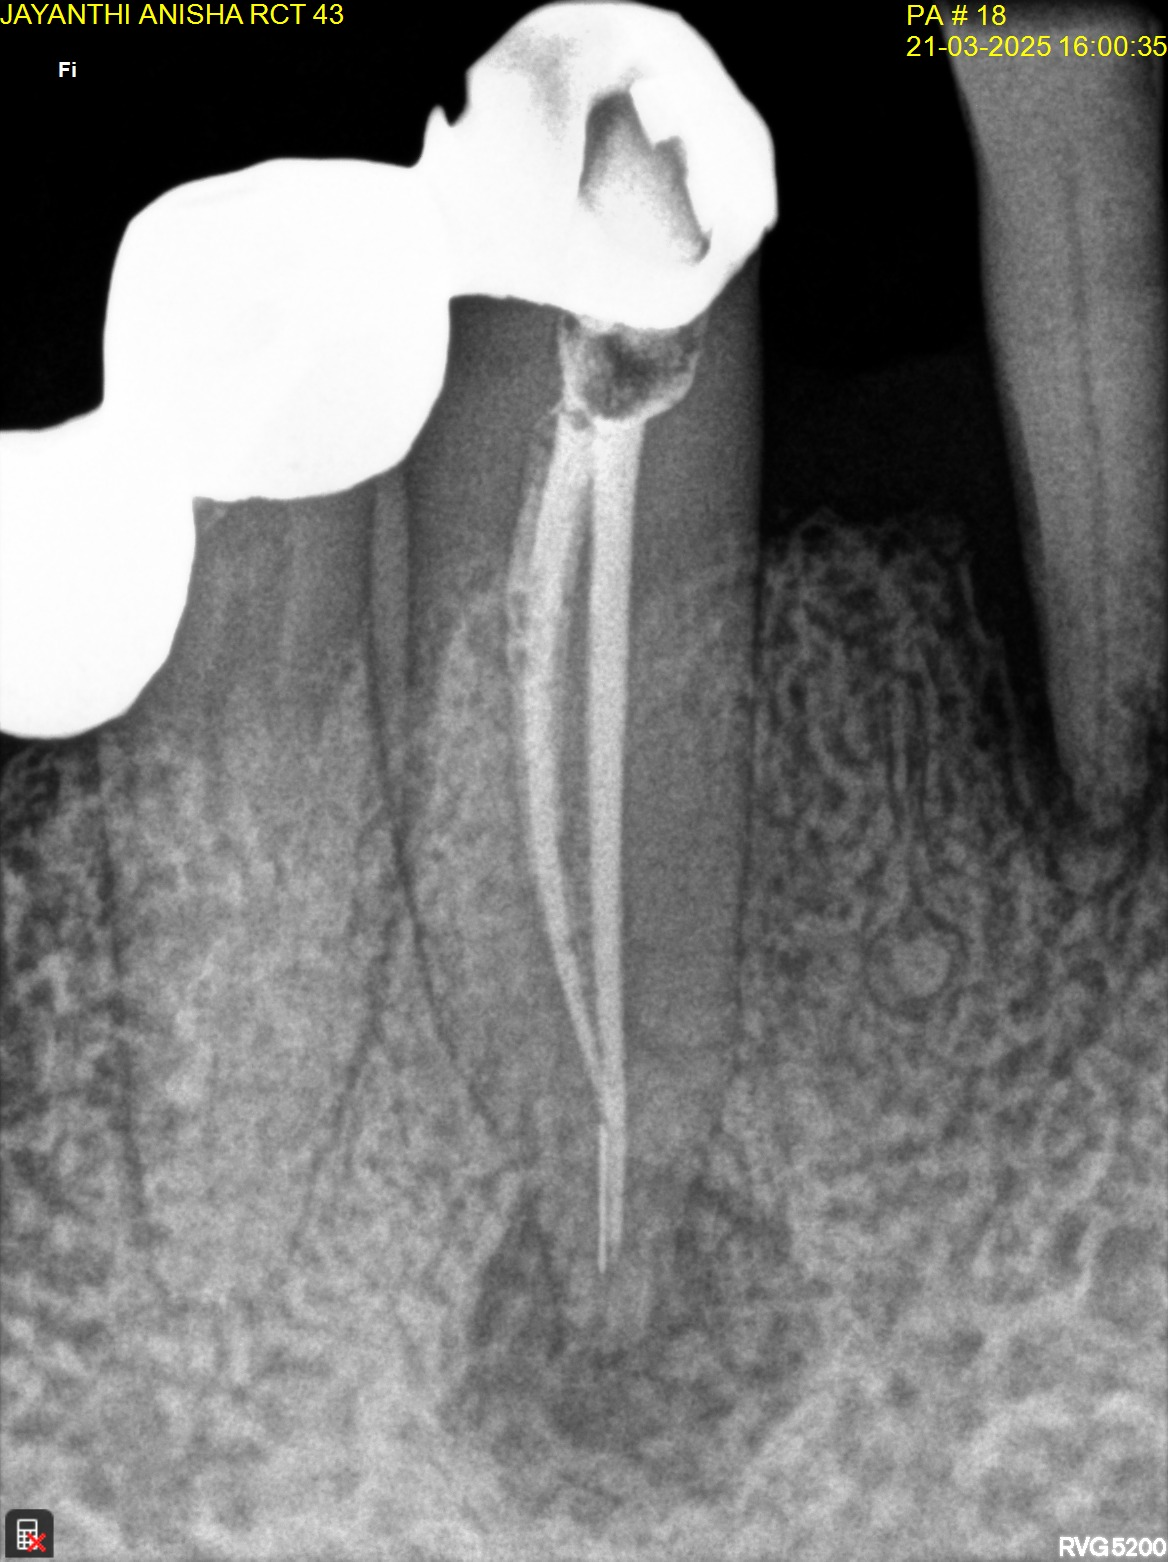 JAYANTHI ANISHA RCT 43
PA # 18
21-03-2025 16:00:35
Fi
RVG5200